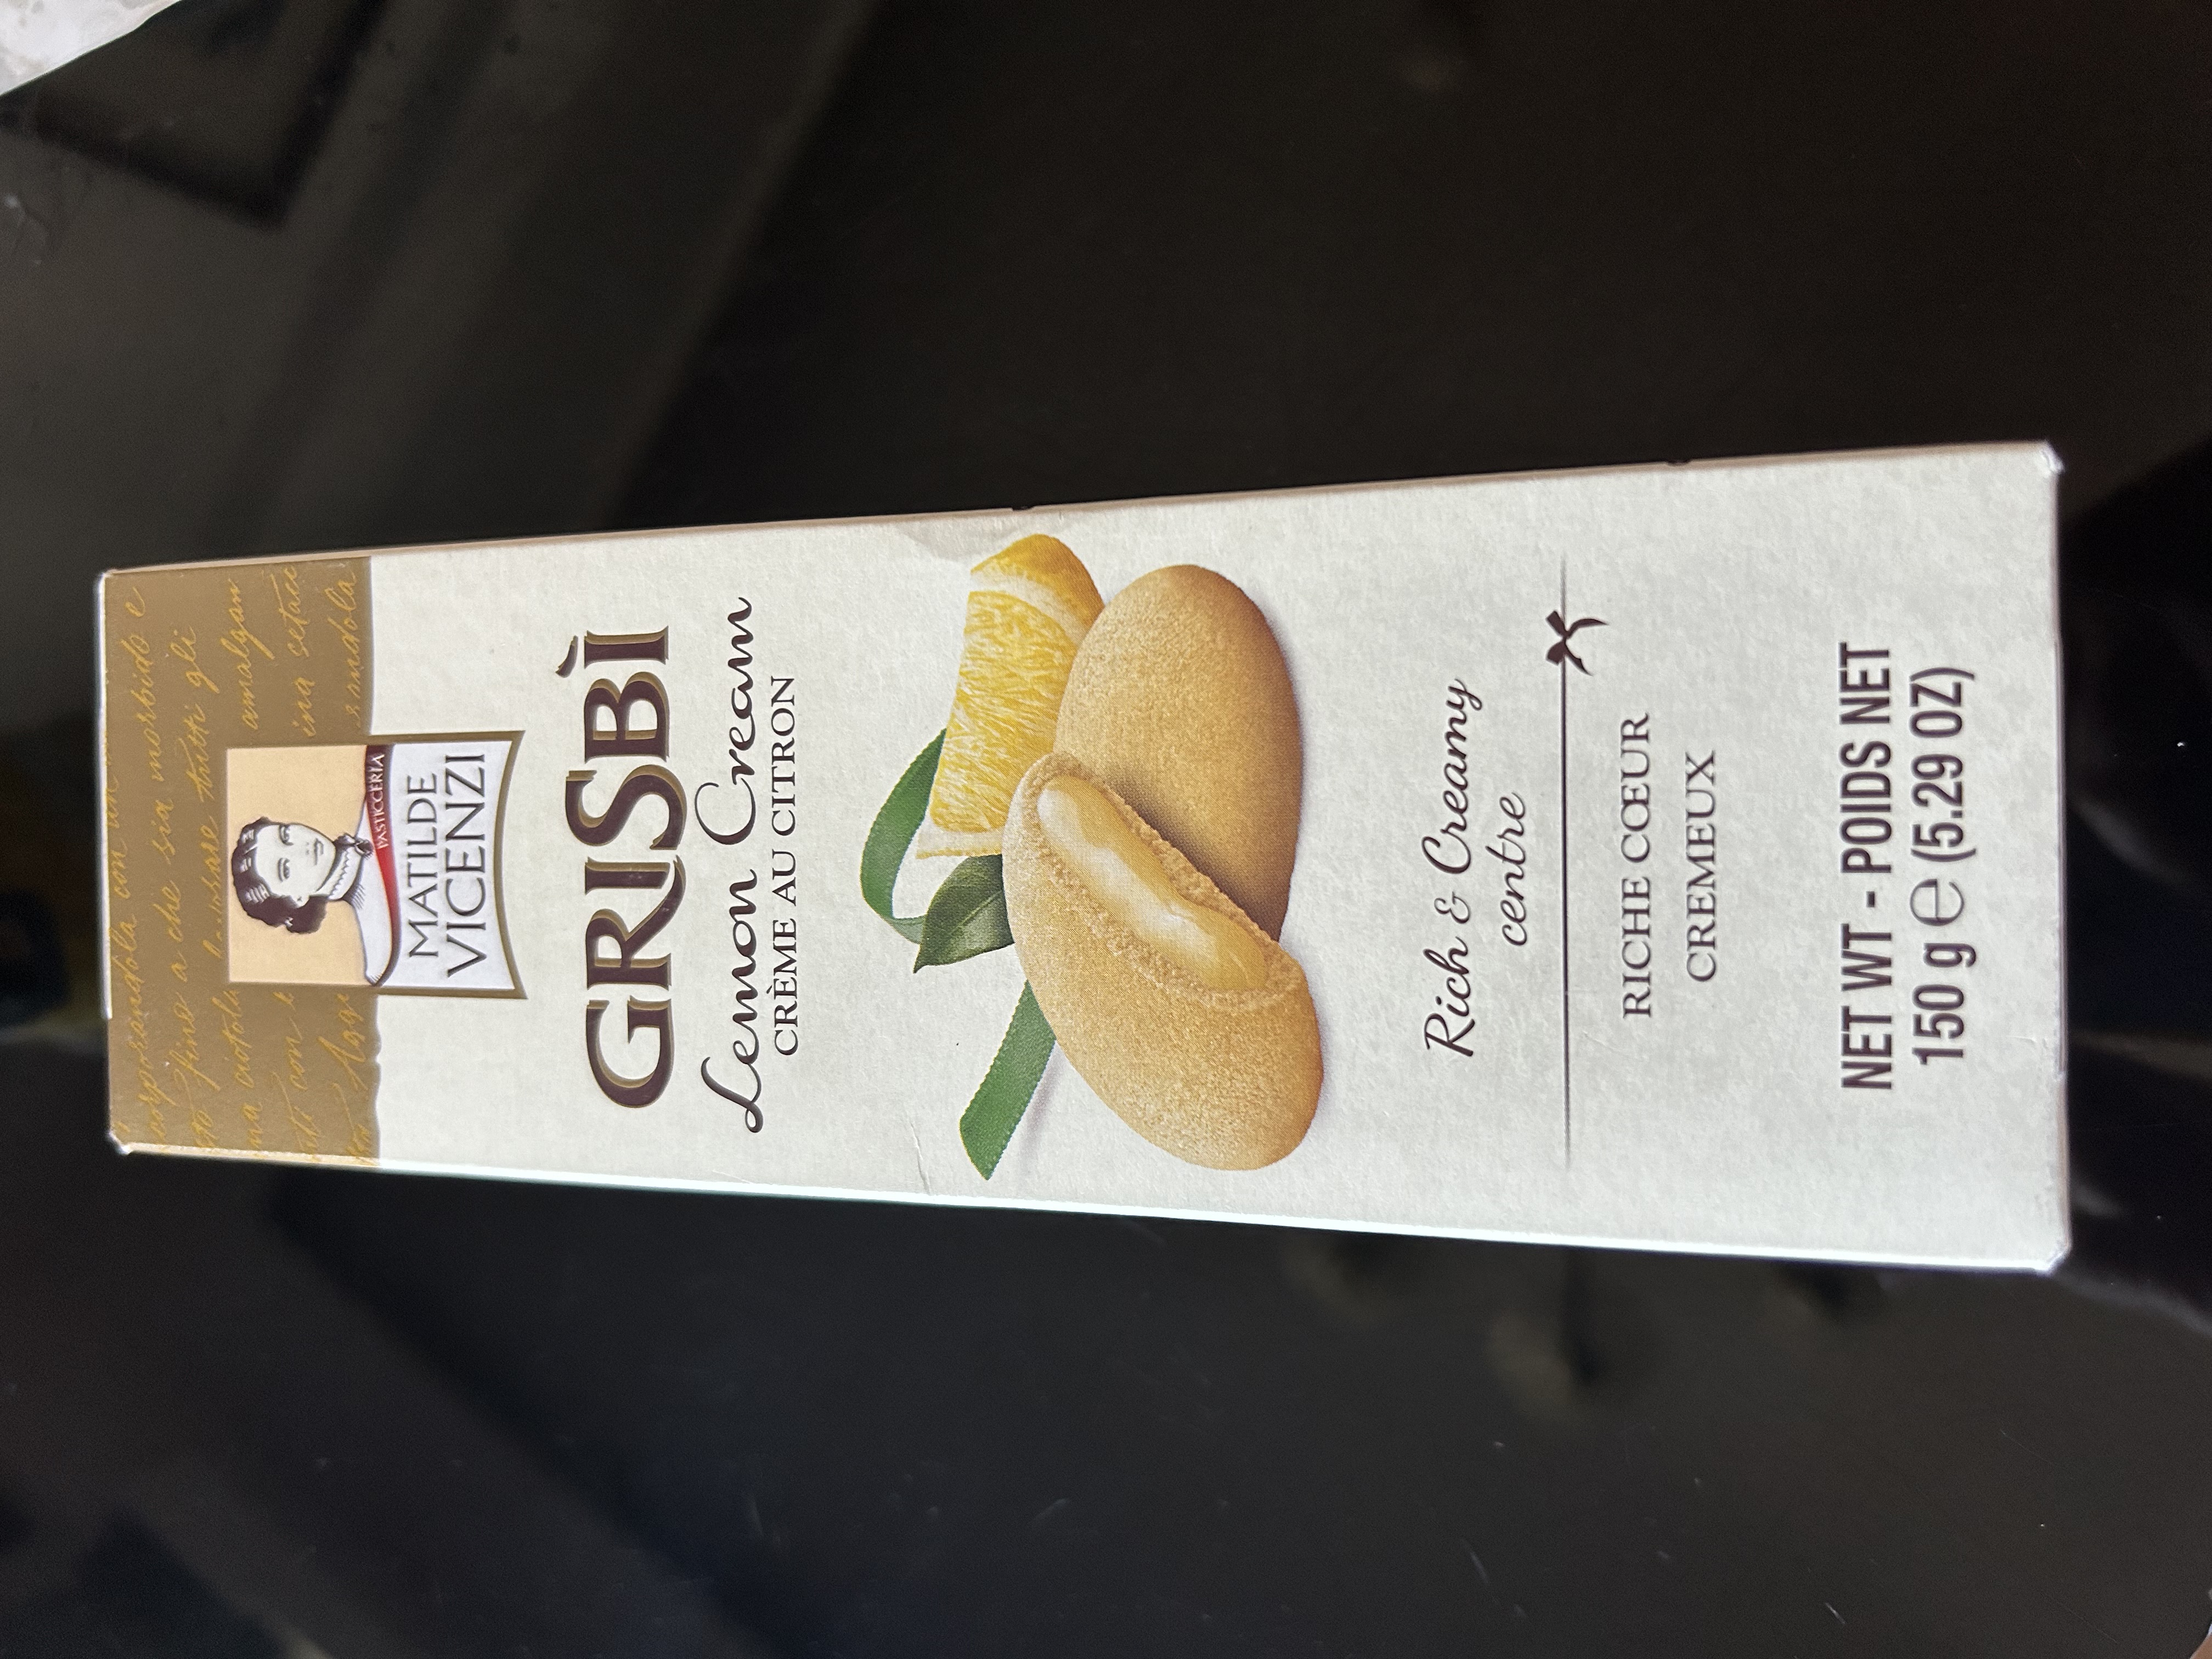 PASTICCERIA
MATILDE
VICENZI
GRISBÌ
Lemon Cream
CRÈME AU CITRON
Rich & Creamy
centre
RICHE CŒUR
CREMEUX
NET WT - POIDS NET
150 g ℮ (5.29 OZ)